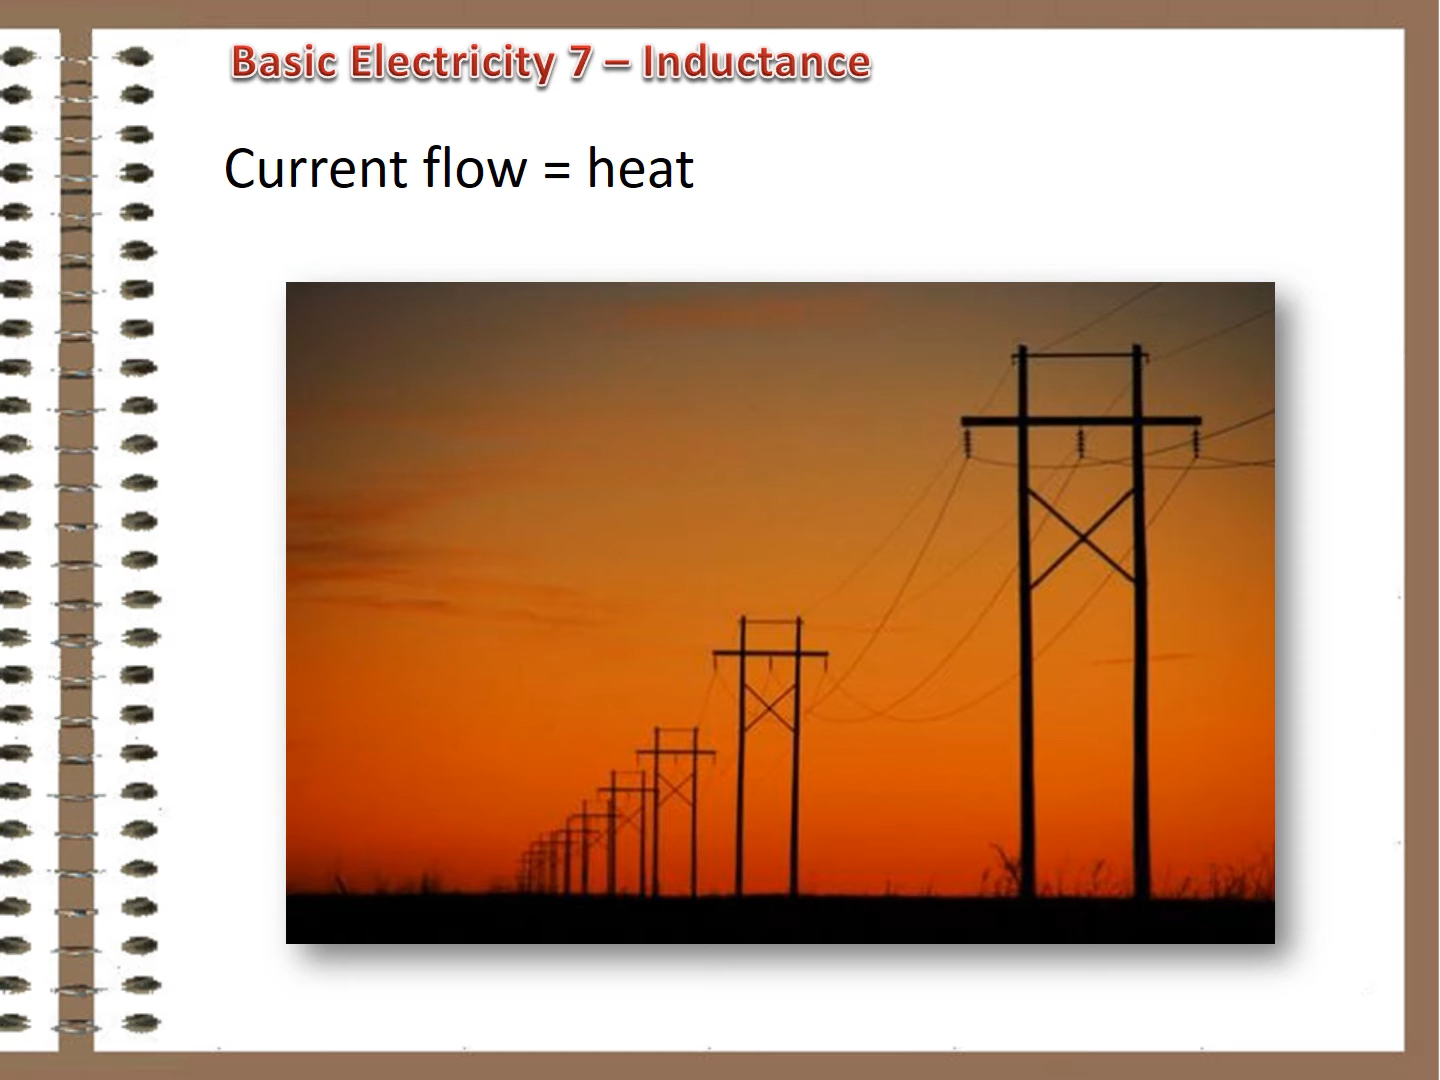 Basic Electricity 7 – Inductance
Current flow = heat